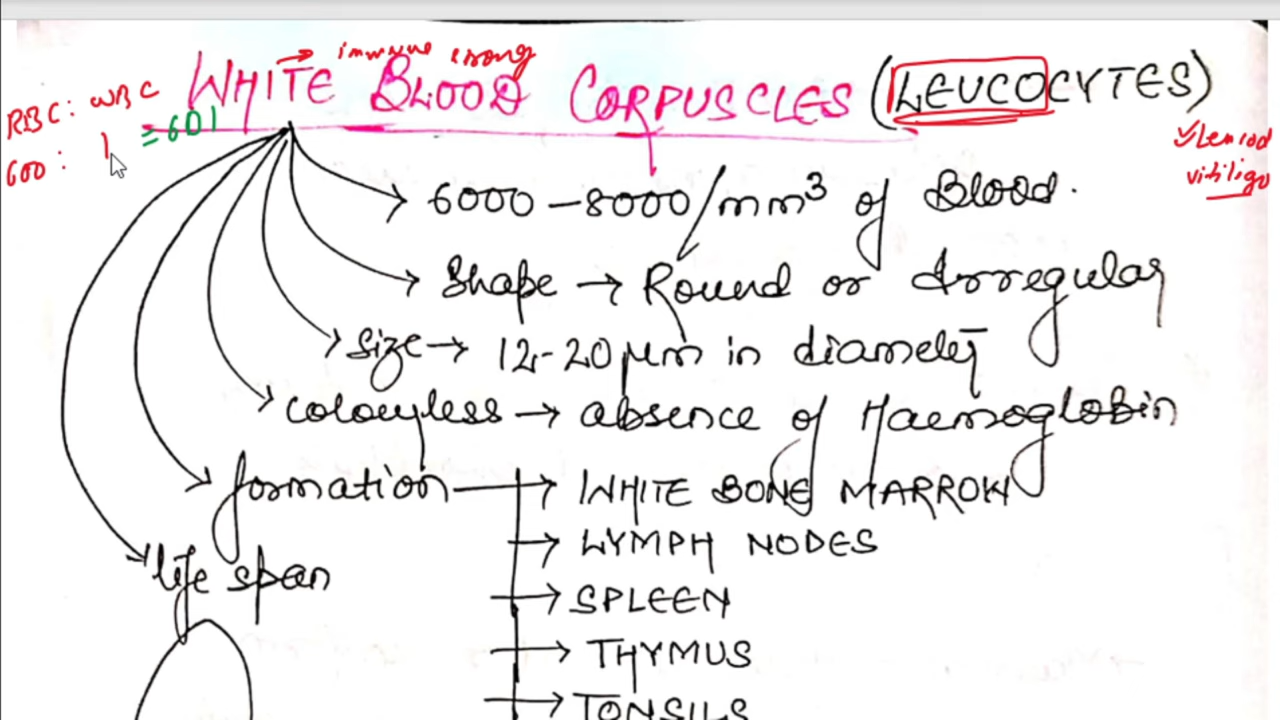 → immune strong
WHITE BLOOD CORPUSCLES (LEUCOCYTES)
RBC : WBC
600 : 1 = 601
vitiligo
→ 6000 – 8000/mm³ of Blood.
→ Shape → Round or Irregular
→ Size → 12-20 μm in diameter
→ colourless → absence of Haemoglobin
→ formation → WHITE BONE MARROW
→ LYMPH NODES
→ SPLEEN
→ THYMUS
→ TONSILS
life span